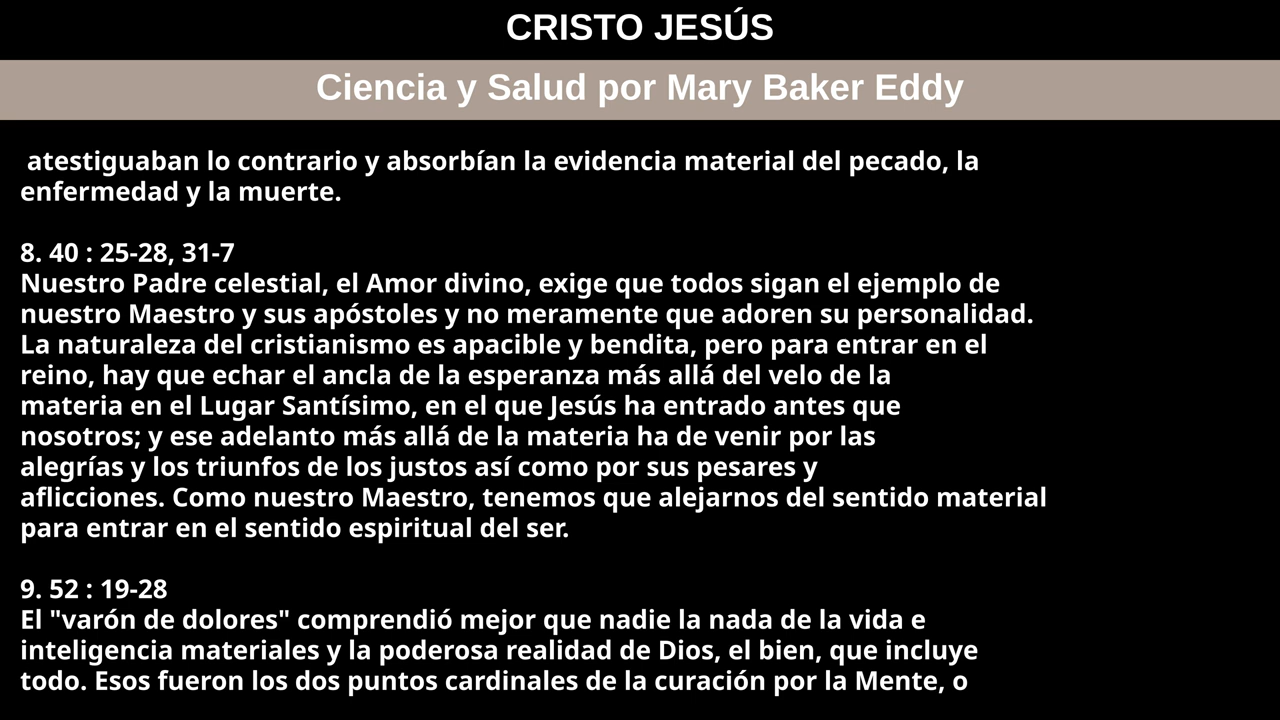 CRISTO JESÚS
Ciencia y Salud por Mary Baker Eddy
atestiguaban lo contrario y absorbían la evidencia material del pecado, la
enfermedad y la muerte.
8. 40 : 25-28, 31-7
Nuestro Padre celestial, el Amor divino, exige que todos sigan el ejemplo de
nuestro Maestro y sus apóstoles y no meramente que adoren su personalidad.
La naturaleza del cristianismo es apacible y bendita, pero para entrar en el
reino, hay que echar el ancla de la esperanza más allá del velo de la
materia en el Lugar Santísimo, en el que Jesús ha entrado antes que
nosotros; y ese adelanto más allá de la materia ha de venir por las
alegrías y los triunfos de los justos así como por sus pesares y
aflicciones. Como nuestro Maestro, tenemos que alejarnos del sentido material
para entrar en el sentido espiritual del ser.
9. 52 : 19-28
El "varón de dolores" comprendió mejor que nadie la nada de la vida e
inteligencia materiales y la poderosa realidad de Dios, el bien, que incluye
todo. Esos fueron los dos puntos cardinales de la curación por la Mente, o